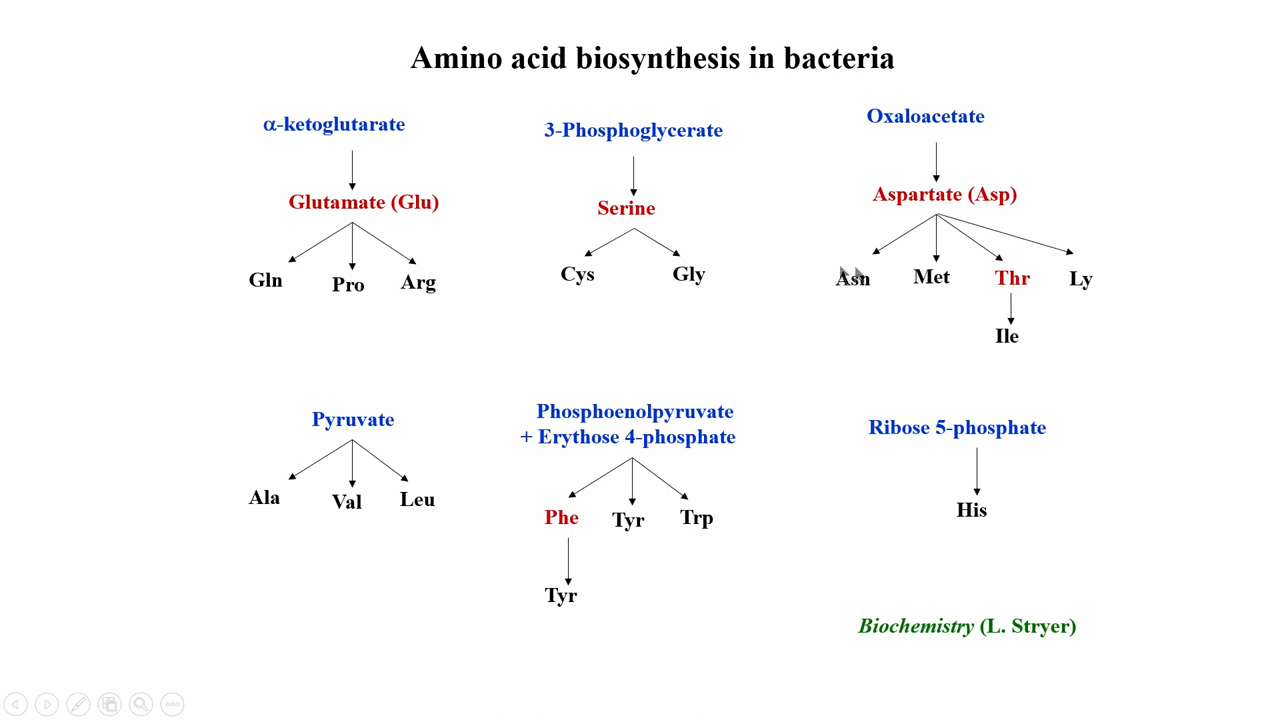 Amino acid biosynthesis in bacteria
α-ketoglutarate
Glutamate (Glu)
Gln
Pro
Arg
3-Phosphoglycerate
Serine
Cys
Gly
Oxaloacetate
Aspartate (Asp)
Asn
Met
Thr
Ly
Ile
Pyruvate
Ala
Val
Leu
Phosphoenolpyruvate
+ Erythose 4-phosphate
Phe
Tyr
Trp
Tyr
Ribose 5-phosphate
His
Biochemistry (L. Stryer)